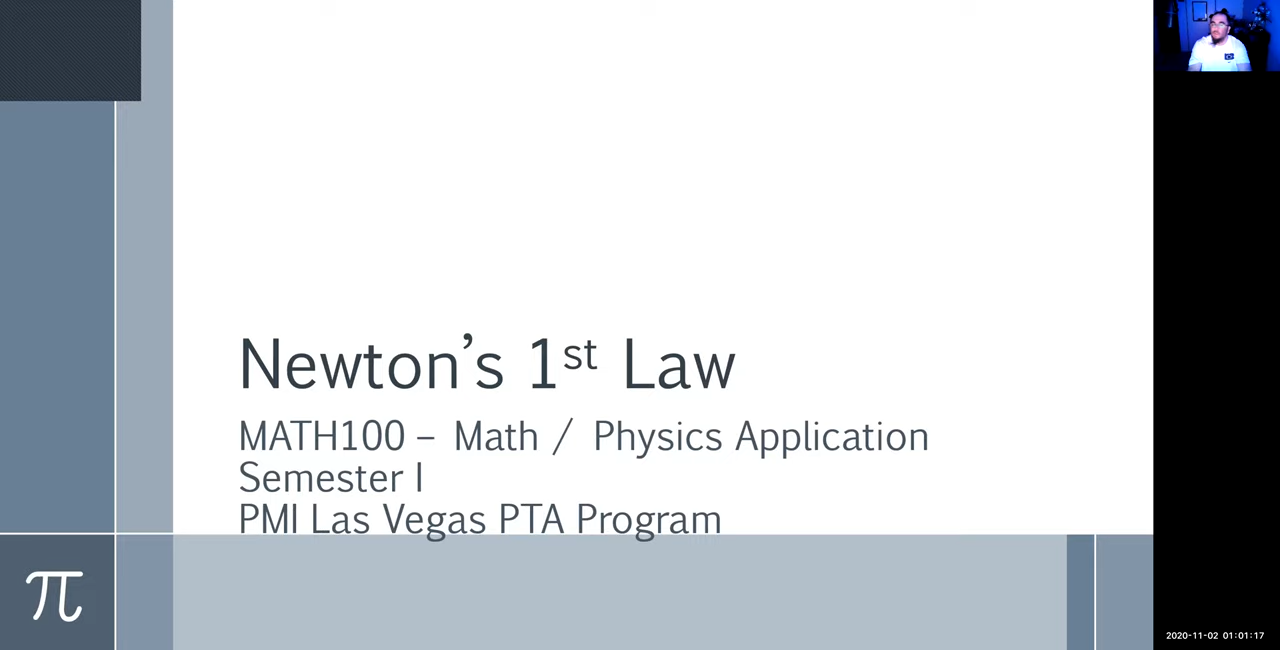 Newton's 1st Law
MATH100 – Math / Physics Application
Semester I
PMI Las Vegas PTA Program
π
2020-11-02 01:01:17